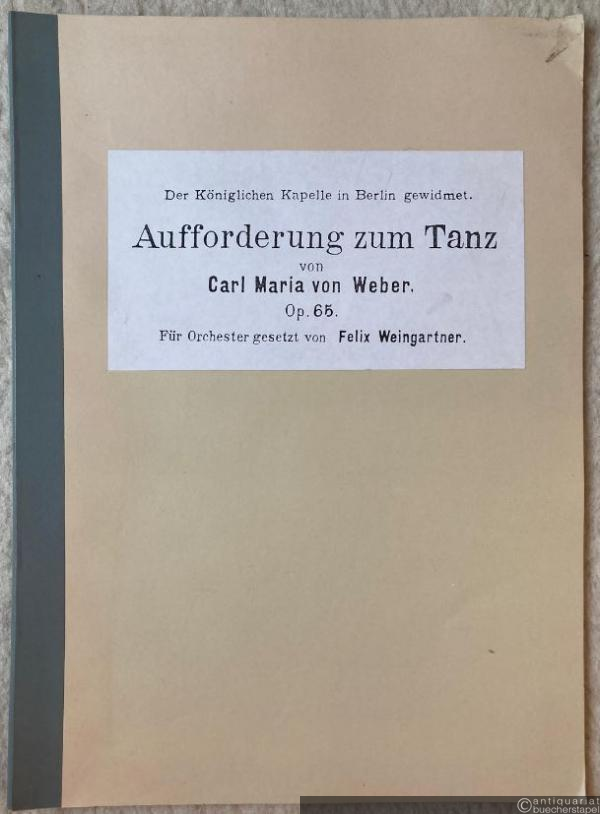 Der Königlichen Kapelle in Berlin gewidmet.
Aufforderung zum Tanz
von
Carl Maria von Weber.
Op. 65.
Für Orchester gesetzt von Felix Weingartner.
© antiquariat
buecherstapel